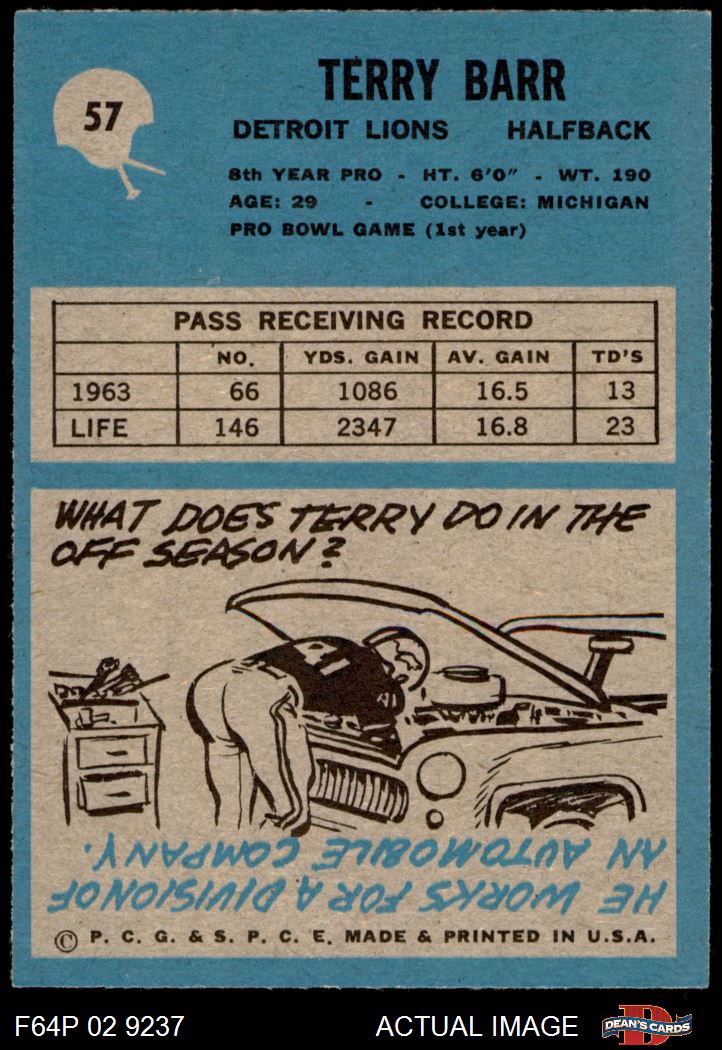 57
TERRY BARR
DETROIT LIONS HALFBACK
8th YEAR PRO - HT. 6'0" - WT. 190
AGE: 29 - COLLEGE: MICHIGAN
PRO BOWL GAME (1st year)
PASS RECEIVING RECORD
NO. YDS. GAIN AV. GAIN TD'S
1963 66 1086 16.5 13
LIFE 146 2347 16.8 23
WHAT DOES TERRY DO IN THE
OFF SEASON?
HE WORKS FOR A DIVISION OF
AN AUTOMOBILE COMPANY.
© P. C. G. & S. P. C. E. MADE & PRINTED IN U.S.A.
F64P 02 9237 ACTUAL IMAGE D DEAN'S CARDS